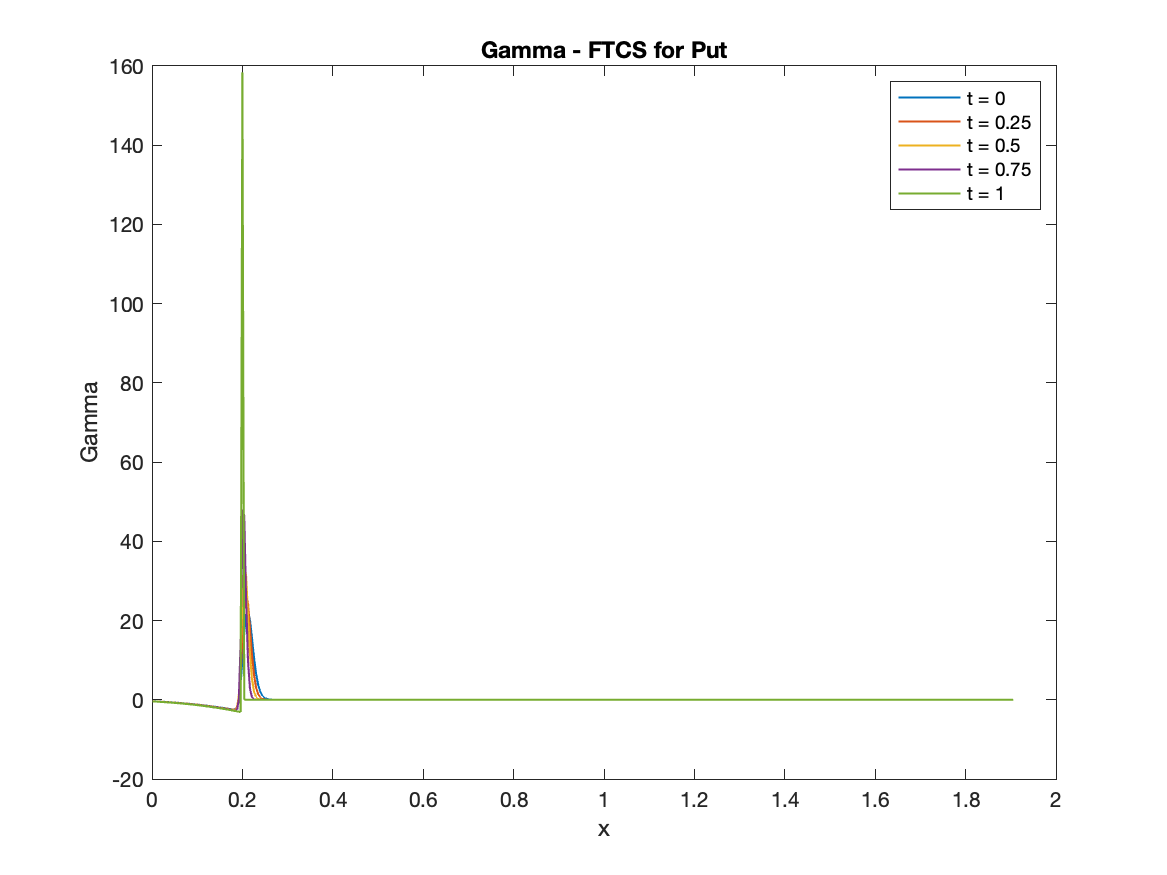 Gamma - FTCS for Put
160
140
120
100
80
60
40
20
0
-20
Gamma
t = 0
t = 0.25
t = 0.5
t = 0.75
t = 1
0 0.2 0.4 0.6 0.8 1 1.2 1.4 1.6 1.8 2
x